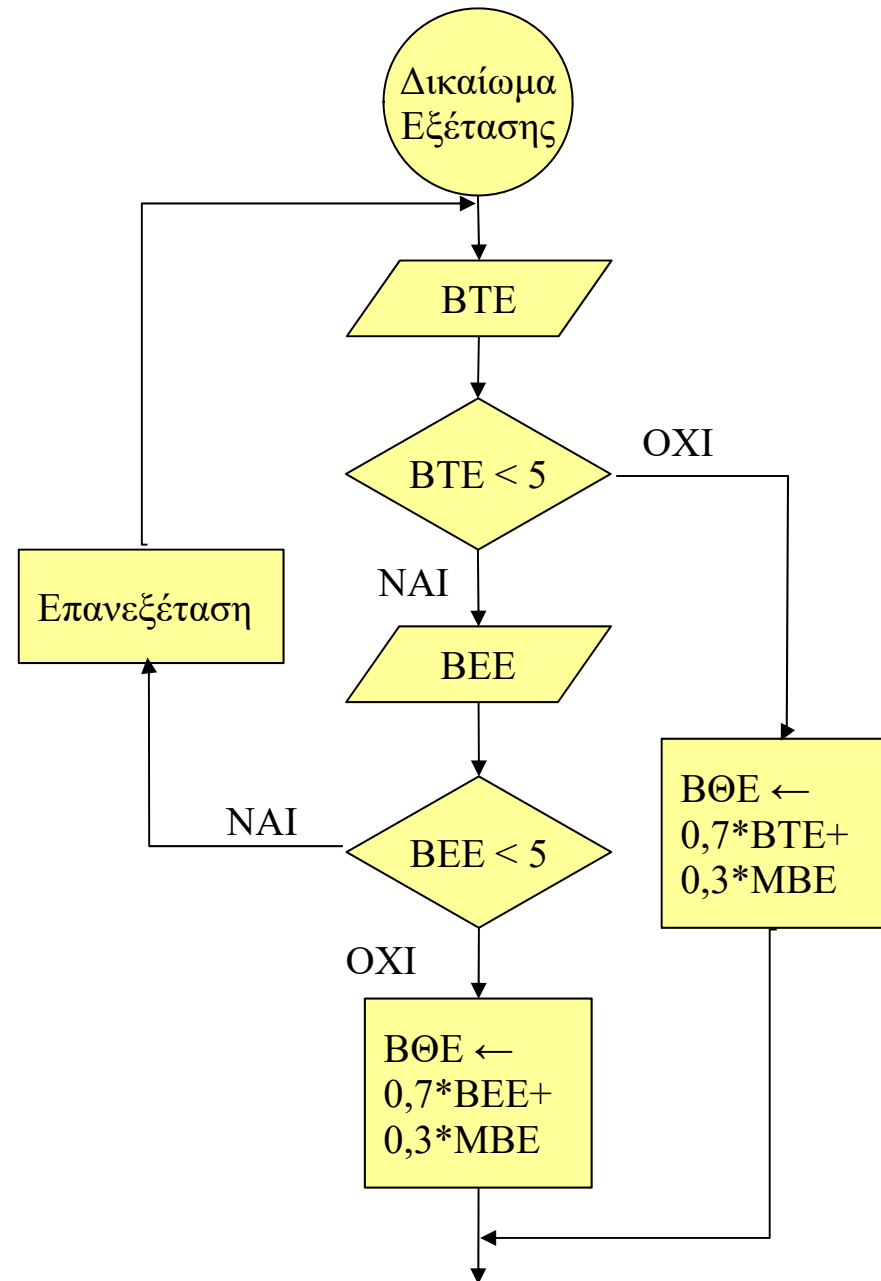 Δικαίωμα
Εξέτασης
ΒΤΕ
ΒΤΕ < 5
ΟΧΙ
ΝΑΙ
Επανεξέταση
ΒΕΕ
ΒΕΕ < 5
ΝΑΙ
ΒΘΕ ←
0,7*ΒΤΕ+
0,3*ΜΒΕ
ΟΧΙ
ΒΘΕ ←
0,7*ΒΕΕ+
0,3*ΜΒΕ